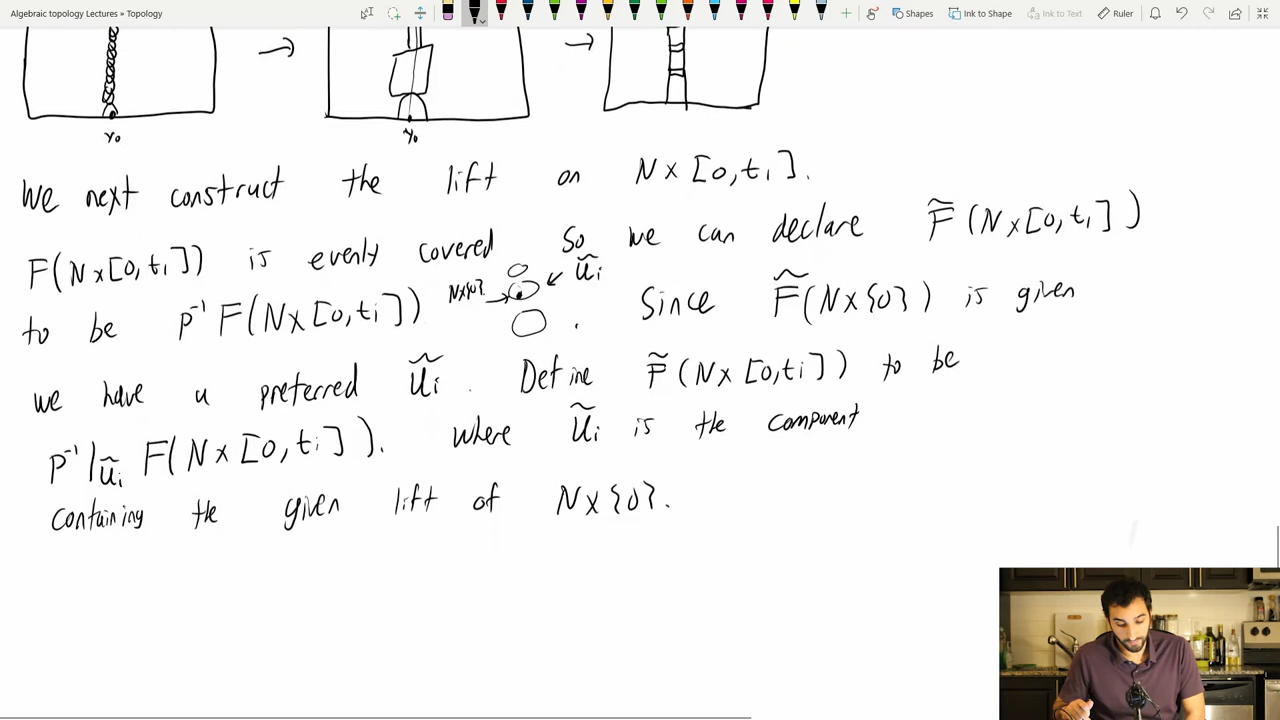 Algebraic topology Lectures » Topology
Shapes
Ink to Shape
Ink to Text
Ruler
→ →
y₀ y₀
We next construct the lift on N×[0,t₁].
F(N×[0,t₁]) is evenly covered So we can declare F̃(N×[0,t₁])
to be p⁻¹ F(N×[0,t₁]) N×{0} → ← Ũi . Since F̃(N×{0}) is given
we have a preferred Ũi . Define F̃(N×[0,t₁]) to be
p⁻¹|Ũi F(N×[0,t₁]). where Ũi is the component
containing the given lift of N×{0}.